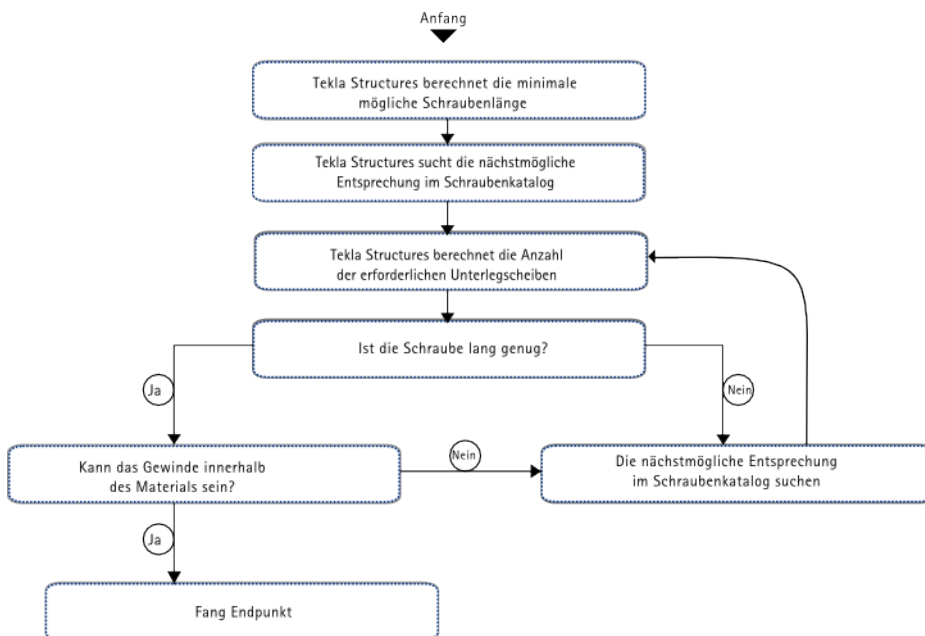 Anfang
Tekla Structures berechnet die minimale
mögliche Schraubenlänge
Tekla Structures sucht die nächstmögliche
Entsprechung im Schraubenkatalog
Tekla Structures berechnet die Anzahl
der erforderlichen Unterlegscheiben
Ist die Schraube lang genug?
Ja
Nein
Kann das Gewinde innerhalb
des Materials sein?
Nein
Die nächstmögliche Entsprechung
im Schraubenkatalog suchen
Ja
Fang Endpunkt